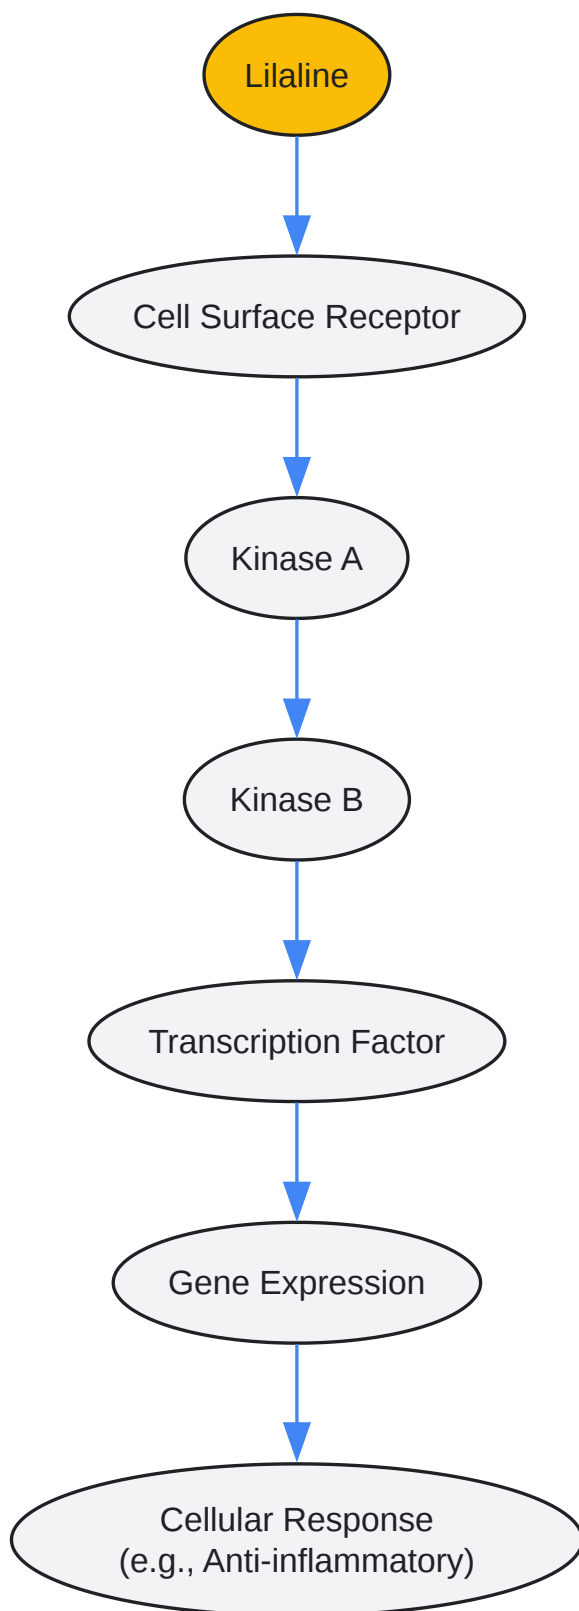 Lilaline
Cell Surface Receptor
Kinase A
Kinase B
Transcription Factor
Gene Expression
Cellular Response
(e.g., Anti-inflammatory)